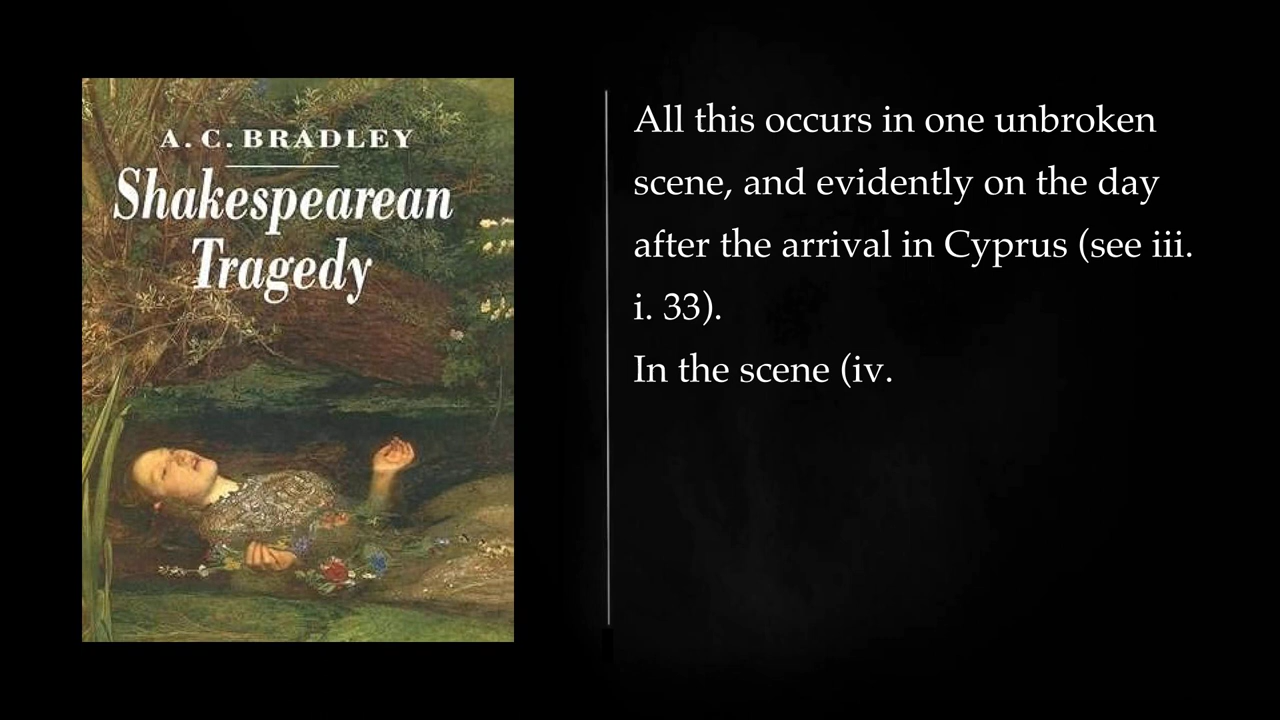 A. C. BRADLEY
Shakespearean
Tragedy
All this occurs in one unbroken
scene, and evidently on the day
after the arrival in Cyprus (see iii.
i. 33).
In the scene (iv.